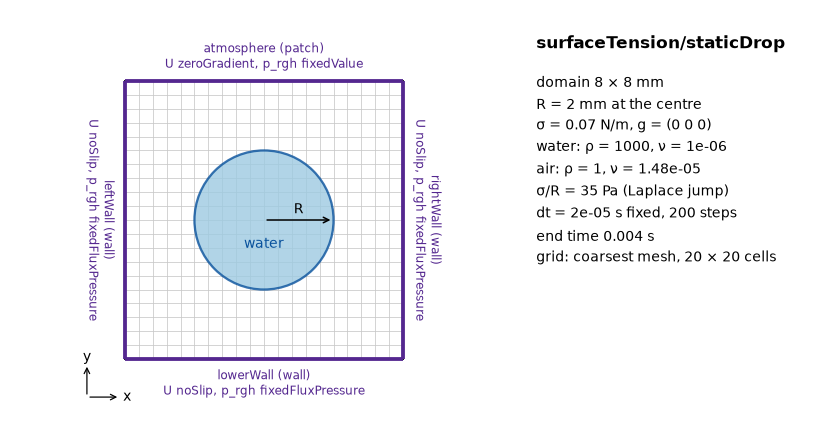 atmosphere (patch)
U zeroGradient, p_rgh fixedValue
leftWall (wall)
U noSlip, p_rgh fixedFluxPressure
R
water
U noSlip, p_rgh fixedFluxPressure
rightWall (wall)
lowerWall (wall)
U noSlip, p_rgh fixedFluxPressure
y
x
surfaceTension/staticDrop
domain 8 × 8 mm
R = 2 mm at the centre
σ = 0.07 N/m, g = (0 0 0)
water: ρ = 1000, ν = 1e-06
air: ρ = 1, ν = 1.48e-05
σ/R = 35 Pa (Laplace jump)
dt = 2e-05 s fixed, 200 steps
end time 0.004 s
grid: coarsest mesh, 20 × 20 cells